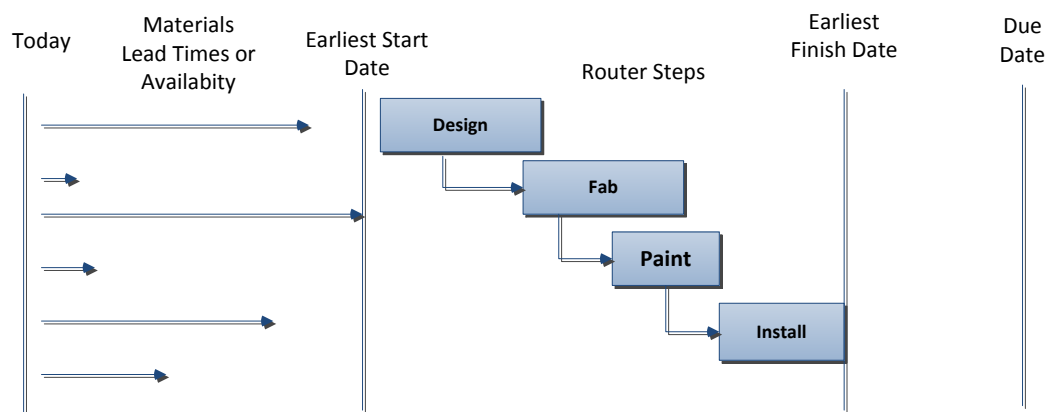 Today
Materials
Lead Times or
Availabity
Earliest Start
Date
Router Steps
Earliest
Finish Date
Due
Date
Design
Fab
Paint
Install